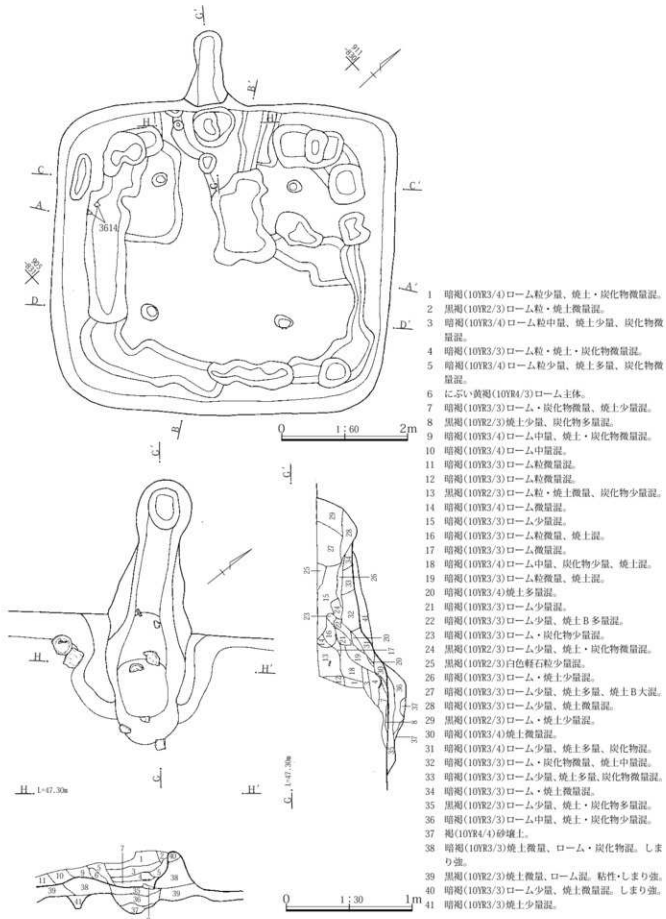 G'
B'
H
H'
C
C'
G
A
3614
A'
D
D'
B
0 1:60 2m
G'
G'
H
H'
G
H L=47.30m
H'
G L=47.30m
0 1:30 1m
1 暗褐(10YR3/4)ローム粒少量、焼土・炭化物微量混。
2 黒褐(10YR2/3)ローム粒・焼土微量混。
3 暗褐(10YR3/4)ローム粒中量、焼土少量、炭化物微
量混。
4 暗褐(10YR3/3)ローム粒・焼土・炭化物微量混。
5 暗褐(10YR3/4)ローム粒少量、焼土多量、炭化物微
量混。
6 にぶい黄褐(10YR4/3)ローム主体。
7 暗褐(10YR3/3)ローム・炭化物微量、焼土少量混。
8 黒褐(10YR2/3)焼土少量、炭化物多量混。
9 暗褐(10YR3/4)ローム中量、焼土・炭化物微量混。
10 暗褐(10YR3/4)ローム中量混。
11 暗褐(10YR3/3)ローム粒微量混。
12 暗褐(10YR3/3)ローム粒微量混。
13 黒褐(10YR2/3)ローム粒・焼土微量、炭化物少量混。
14 暗褐(10YR3/4)ローム微量混。
15 暗褐(10YR3/3)ローム少量混。
16 暗褐(10YR3/3)ローム粒微量、焼土混。
17 暗褐(10YR3/3)ローム微量混。
18 暗褐(10YR3/4)ローム中量、炭化物少量、焼土混。
19 暗褐(10YR3/3)ローム粒微量、焼土混。
20 暗褐(10YR3/4)焼土多量混。
21 暗褐(10YR3/3)ローム少量混。
22 暗褐(10YR3/3)ローム少量、焼土B多量混。
23 暗褐(10YR3/3)ローム・炭化物少量混。
24 黒褐(10YR2/3)ローム少量、焼土・炭化物微量混。
25 黒褐(10YR2/3)白色軽石粒少量混。
26 暗褐(10YR3/3)ローム・焼土少量混。
27 暗褐(10YR3/3)ローム少量、焼土多量、焼土B大混。
28 暗褐(10YR3/3)ローム少量、焼土微量混。
29 黒褐(10YR2/3)ローム・焼土少量混。
30 暗褐(10YR3/4)焼土微量混。
31 暗褐(10YR3/4)ローム少量、焼土多量、炭化物混。
32 暗褐(10YR3/3)ローム・炭化物微量、焼土中量混。
33 暗褐(10YR3/3)ローム少量、焼土多量、炭化物微量混。
34 暗褐(10YR3/3)ローム・焼土微量混。
35 黒褐(10YR2/3)ローム少量、焼土・炭化物多量混。
36 暗褐(10YR3/3)ローム中量、焼土・炭化物少量混。
37 褐(10YR4/4)砂壌土。
38 暗褐(10YR3/3)焼土微量、ローム・炭化物混。しま
り強。
39 黒褐(10YR2/3)焼土微量、ローム混。粘性・しまり強。
40 暗褐(10YR3/3)ローム少量、焼土微量混。しまり強。
41 暗褐(10YR3/3)焼土少量混。